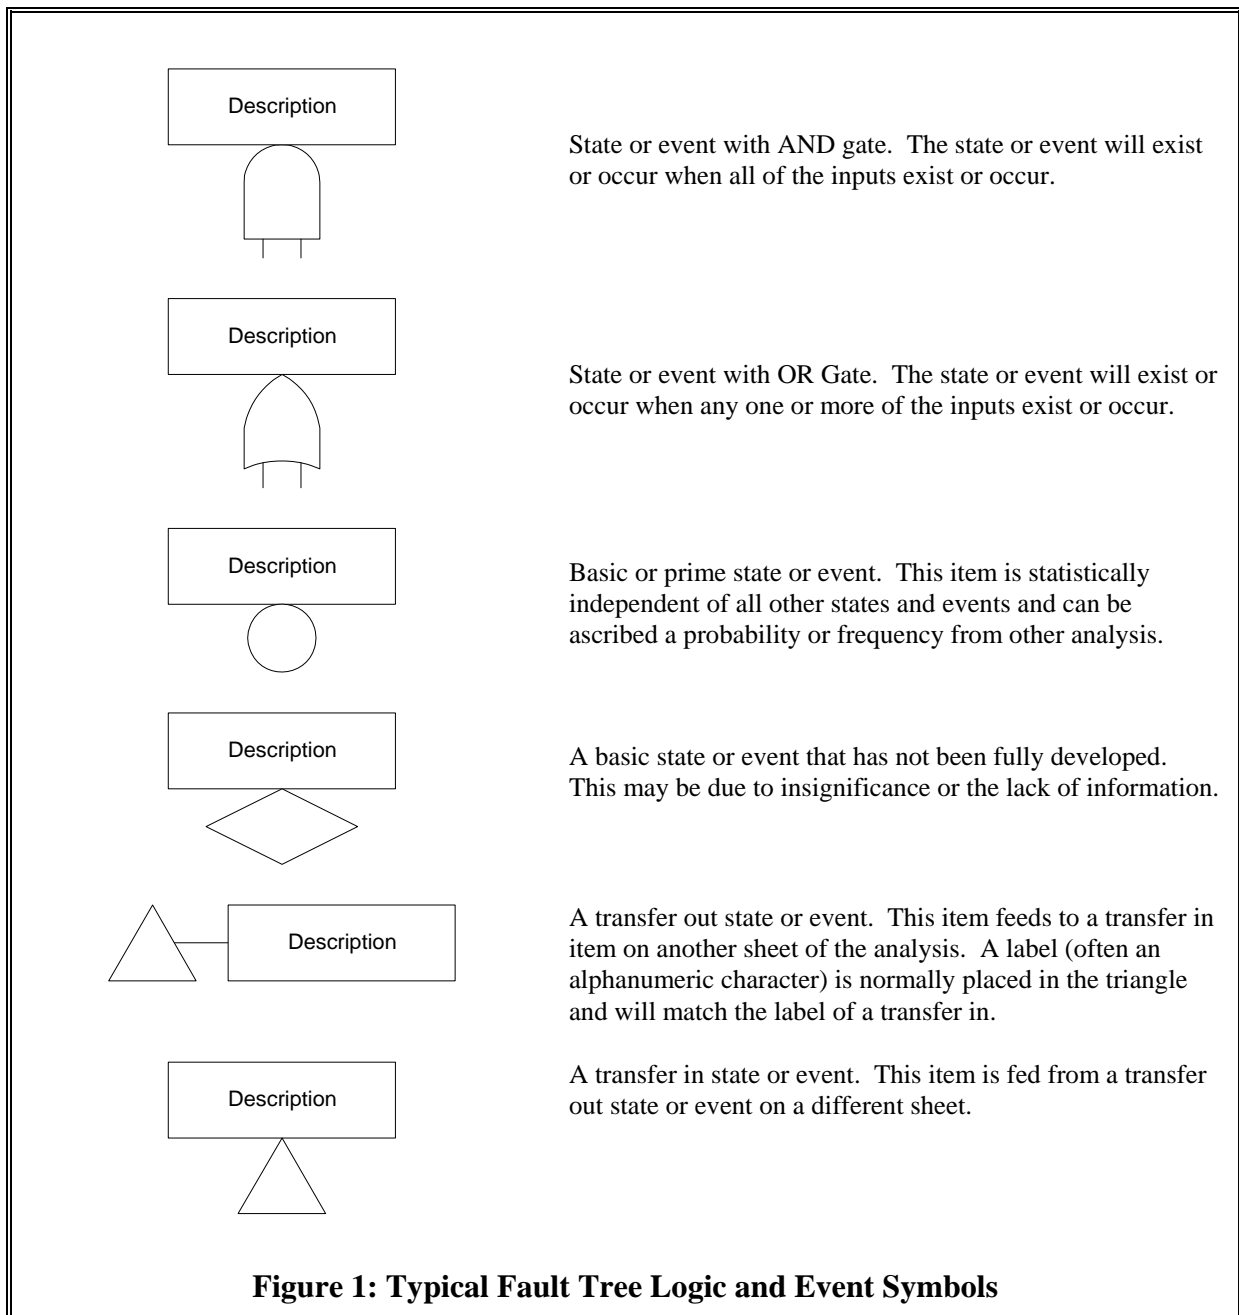 Description
State or event with AND gate.  The state or event will exist
or occur when all of the inputs exist or occur.
Description
State or event with OR Gate.  The state or event will exist or
occur when any one or more of the inputs exist or occur.
Description
Basic or prime state or event.  This item is statistically
independent of all other states and events and can be
ascribed a probability or frequency from other analysis.
Description
A basic state or event that has not been fully developed.
This may be due to insignificance or the lack of information.
Description
A transfer out state or event.  This item feeds to a transfer in
item on another sheet of the analysis.  A label (often an
alphanumeric character) is normally placed in the triangle
and will match the label of a transfer in.
Description
A transfer in state or event.  This item is fed from a transfer
out state or event on a different sheet.
Figure 1: Typical Fault Tree Logic and Event Symbols